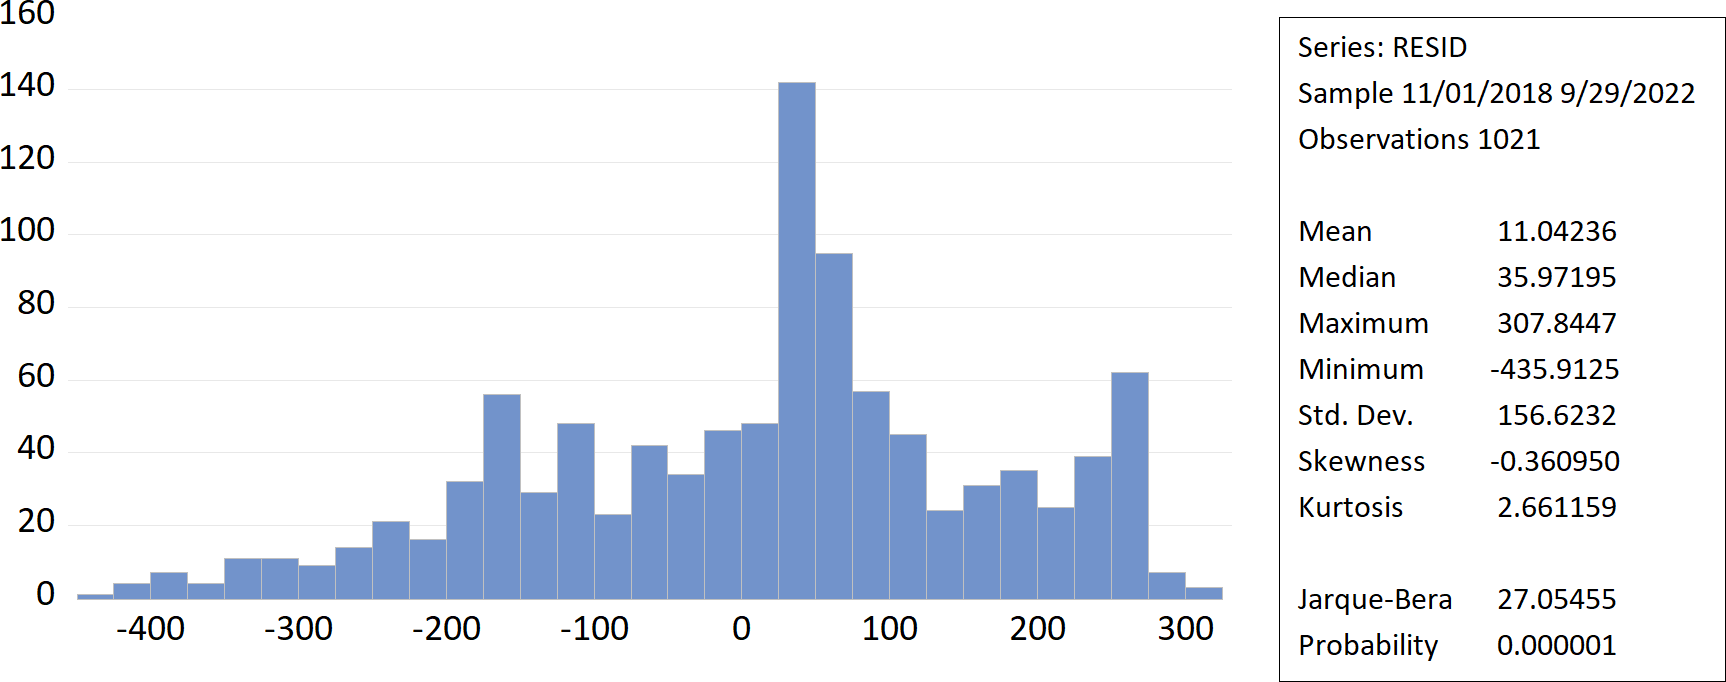 160
140
120
100
80
60
40
20
0
-400 -300 -200 -100 0 100 200 300
Series: RESID
Sample 11/01/2018 9/29/2022
Observations 1021
Mean 11.04236
Median 35.97195
Maximum 307.8447
Minimum -435.9125
Std. Dev. 156.6232
Skewness -0.360950
Kurtosis 2.661159
Jarque-Bera 27.05455
Probability 0.000001